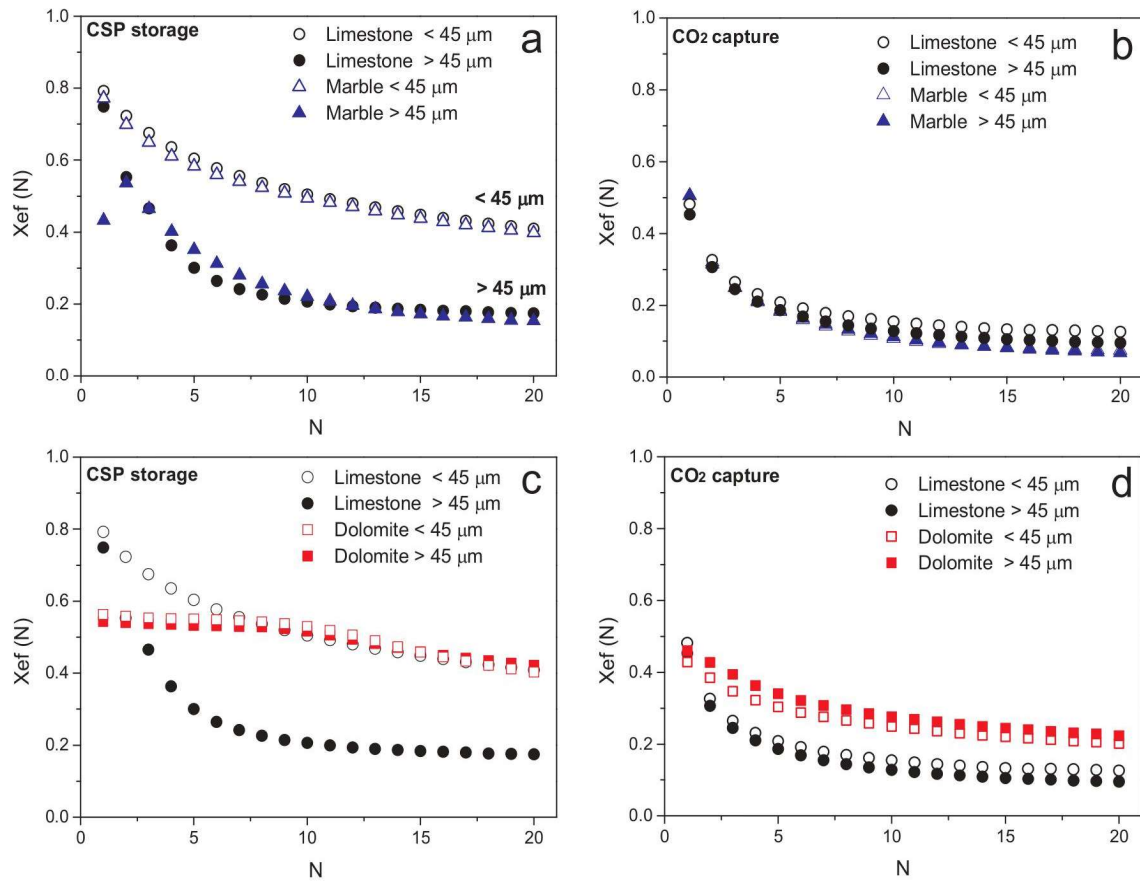 CSP storage
a
Limestone < 45 μm
Limestone > 45 μm
Marble < 45 μm
Marble > 45 μm
< 45 μm
> 45 μm
1.0
0.8
0.6
0.4
0.2
0.0
0
5
10
15
20
Xef (N)
N
CO2 capture
b
Limestone < 45 μm
Limestone > 45 μm
Marble < 45 μm
Marble > 45 μm
1.0
0.8
0.6
0.4
0.2
0.0
0
5
10
15
20
Xef (N)
N
CSP storage
c
Limestone < 45 μm
Limestone > 45 μm
Dolomite < 45 μm
Dolomite > 45 μm
1.0
0.8
0.6
0.4
0.2
0.0
0
5
10
15
20
Xef (N)
N
CO2 capture
d
Limestone < 45 μm
Limestone > 45 μm
Dolomite < 45 μm
Dolomite > 45 μm
1.0
0.8
0.6
0.4
0.2
0.0
0
5
10
15
20
Xef (N)
N